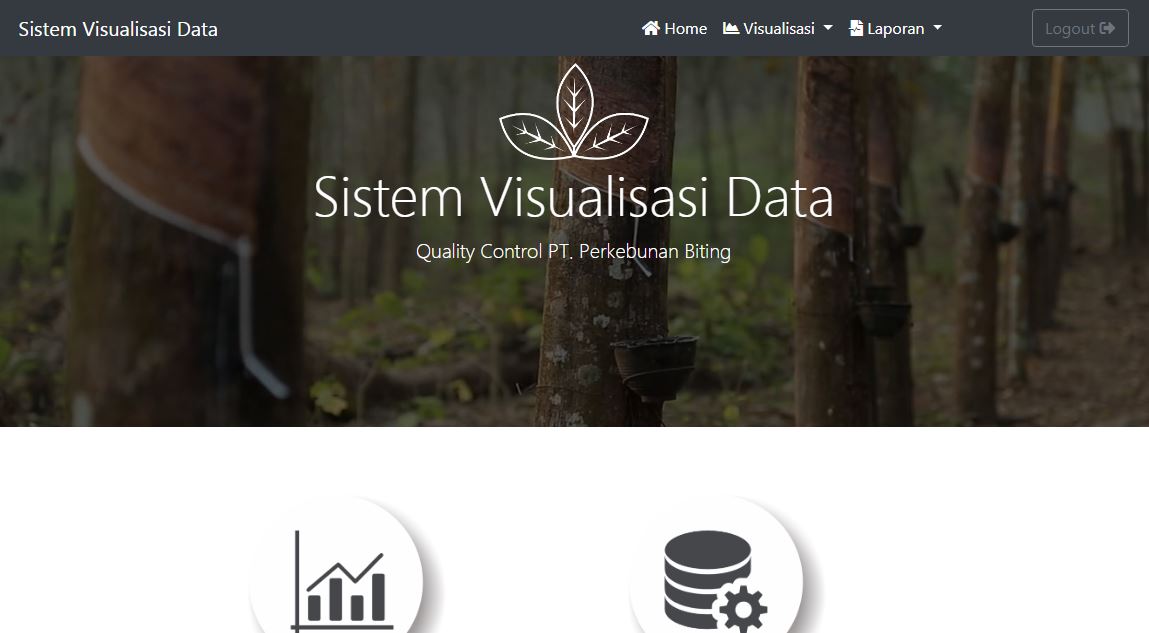 Sistem Visualisasi Data
Home
Visualisasi
Laporan
Logout
Sistem Visualisasi Data
Quality Control PT. Perkebunan Biting